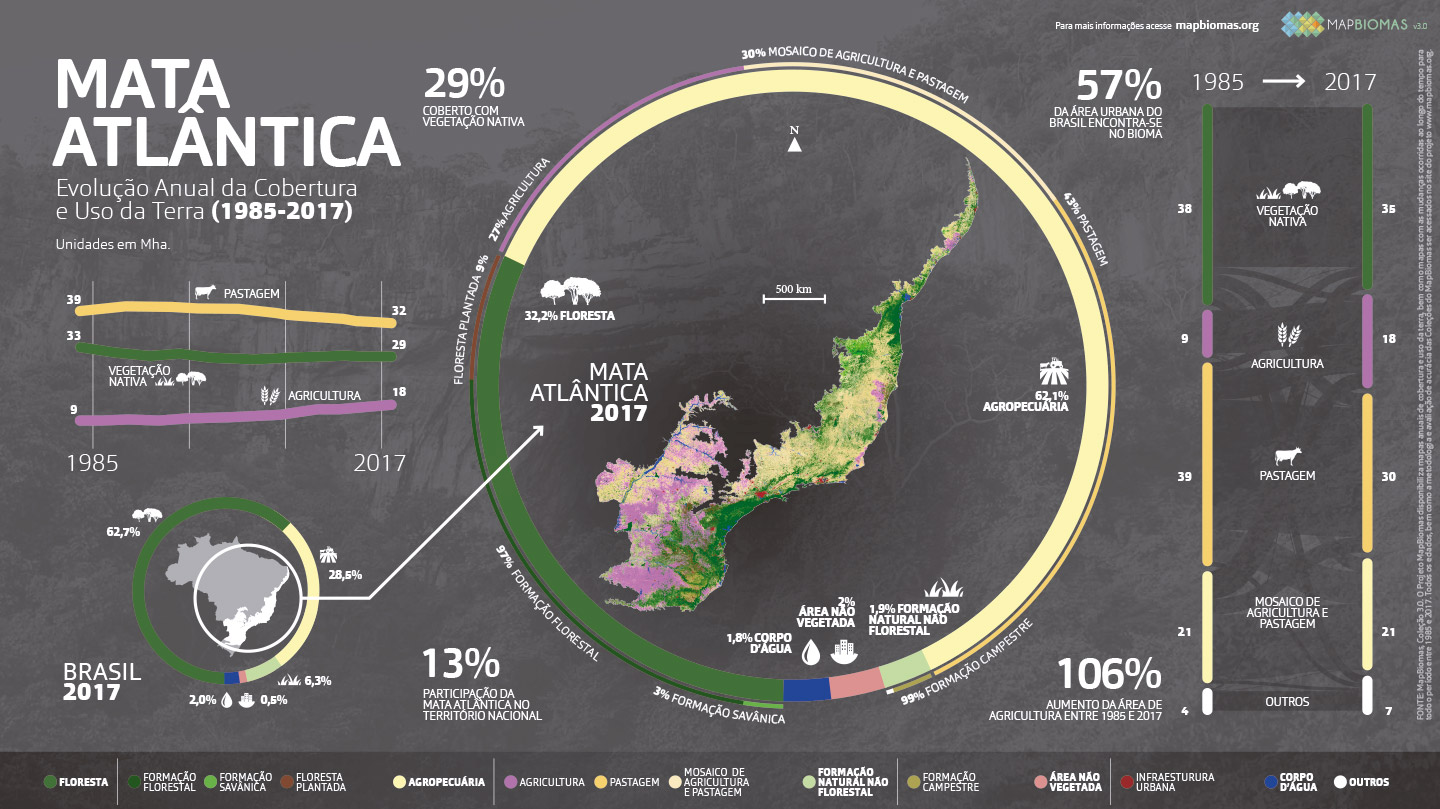 Para mais informações acesse mapbiomas.org
MAPBIOMAS v3.0
MATA
ATLÂNTICA
Evolução Anual da Cobertura
e Uso da Terra (1985-2017)
Unidades em Mha.
39
PASTAGEM
32
33
29
VEGETAÇÃO
NATIVA
18
AGRICULTURA
9
1985
2017
62,7%
28,5%
6,3%
0,5%
2,0%
BRASIL
2017
29%
COBERTO COM
VEGETAÇÃO NATIVA
30% MOSAICO DE AGRICULTURA E PASTAGEM
27% AGRICULTURA
43% PASTAGEM
FLORESTA PLANTADA 9%
97% FORMAÇÃO FLORESTAL
3% FORMAÇÃO SAVÂNICA
99% FORMAÇÃO CAMPESTRE
N
500 km
32,2% FLORESTA
MATA
ATLÂNTICA
2017
62,1%
AGROPECUÁRIA
2%
ÁREA NÃO
VEGETADA
1,9% FORMAÇÃO
NATURAL NÃO
FLORESTAL
1,8% CORPO
D'ÁGUA
13%
PARTICIPAÇÃO DA
MATA ATLÂNTICA NO
TERRITÓRIO NACIONAL
57%
DA ÁREA URBANA DO
BRASIL ENCONTRA-SE
NO BIOMA
106%
AUMENTO DA ÁREA DE
AGRICULTURA ENTRE 1985 E 2017
1985
2017
38
VEGETAÇÃO
NATIVA
35
9
AGRICULTURA
18
39
PASTAGEM
30
21
MOSAICO DE
AGRICULTURA E
PASTAGEM
21
4
OUTROS
7
FONTE: MapBiomas, Coleção 3.0. O Projeto MapBiomas disponibiliza mapas anuais de cobertura e uso da terra, bem como mapas com as mudanças ocorridas ao longo do tempo para
todo o período entre 1985 e 2017. Todos os dados, bem como a metodologia e avaliação de acurácia das Coleções do MapBiomas ser acessados no site do projeto www.mapbiomas.org.
FLORESTA
FORMAÇÃO
FLORESTAL
FORMAÇÃO
SAVÂNICA
FLORESTA
PLANTADA
AGROPECUÁRIA
AGRICULTURA
PASTAGEM
MOSAICO DE
AGRICULTURA
E PASTAGEM
FORMAÇÃO
NATURAL NÃO
FLORESTAL
FORMAÇÃO
CAMPESTRE
ÁREA NÃO
VEGETADA
INFRAESTURURA
URBANA
CORPO
D'ÁGUA
OUTROS